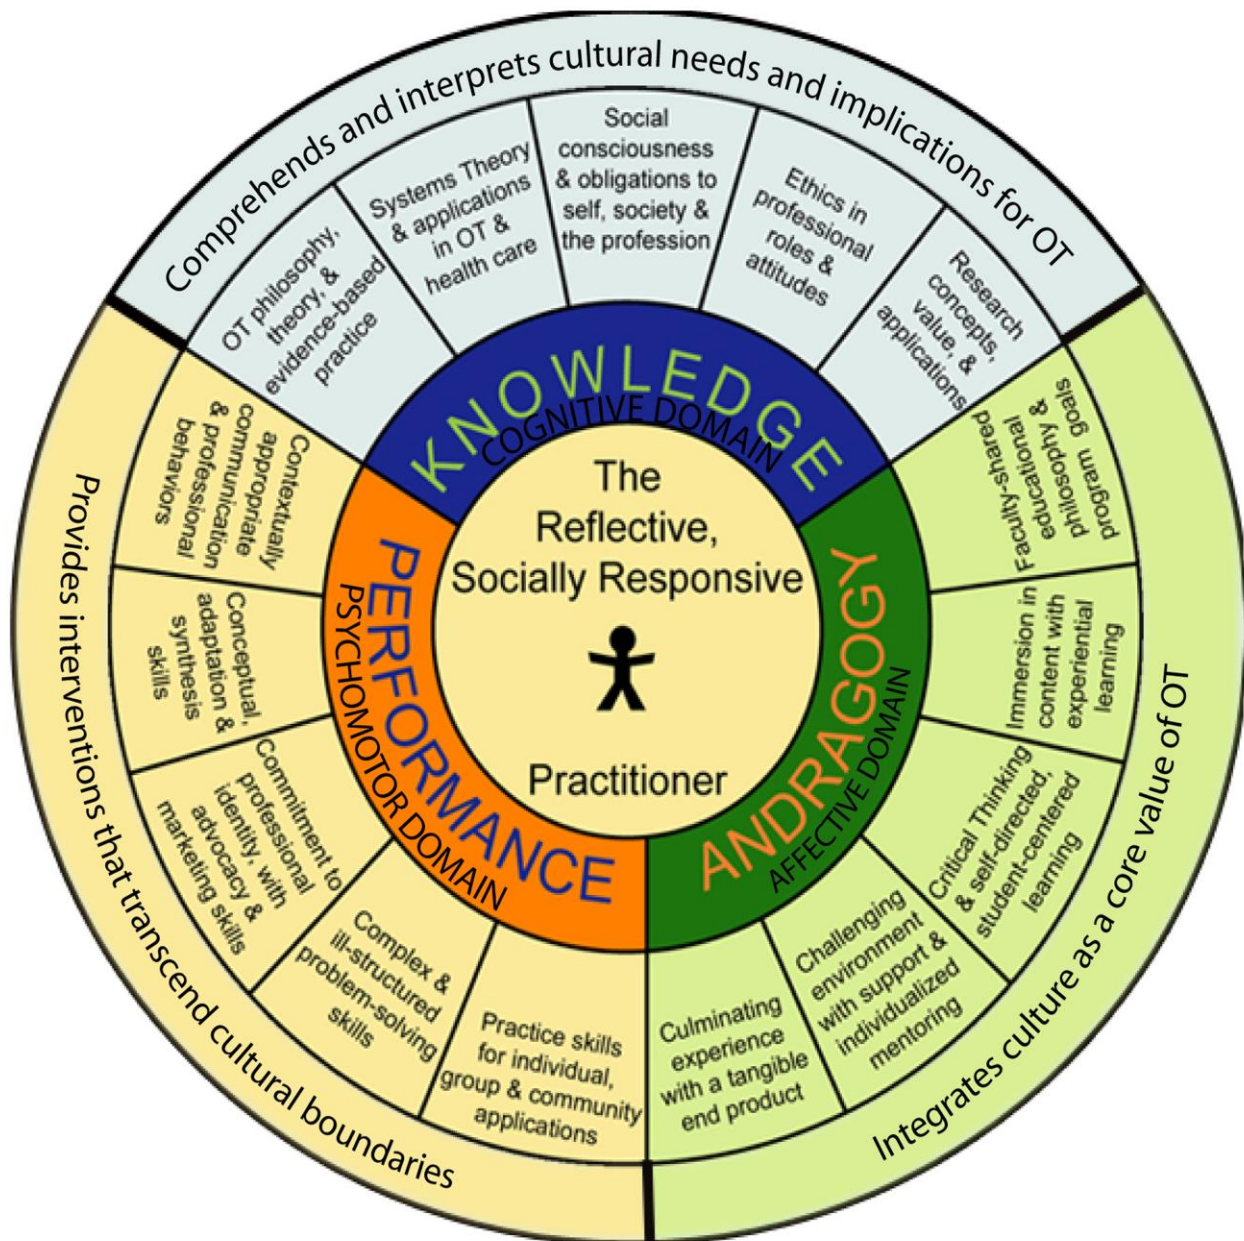 Comprehends and interprets cultural needs and implications for OT
OT philosophy,
theory, &
evidence-based
practice
Systems Theory
& applications
in OT &
health care
Social
consciousness
& obligations to
self, society &
the profession
Ethics in
professional
roles &
attitudes
Research
concepts,
value, &
applications
KNOWLEDGE
COGNITIVE DOMAIN
The
Reflective,
Socially Responsive
Practitioner
ANDRAGOGY
AFFECTIVE DOMAIN
Faculty-shared
educational
philosophy &
program goals
Immersion in
content with
experiential
learning
Critical Thinking
& self-directed,
student-centered
learning
Challenging
environment
with support &
individualized
mentoring
Culminating
experience
with a tangible
end product
Integrates culture as a core value of OT
PERFORMANCE
PSYCHOMOTOR DOMAIN
Contextually
appropriate
communication
& professional
behaviors
Conceptual,
adaptation &
synthesis
skills
Commitment to
professional
identity, with
advocacy &
marketing skills
Complex &
ill-structured
problem-solving
skills
Practice skills
for individual,
group & community
applications
Provides interventions that transcend cultural boundaries